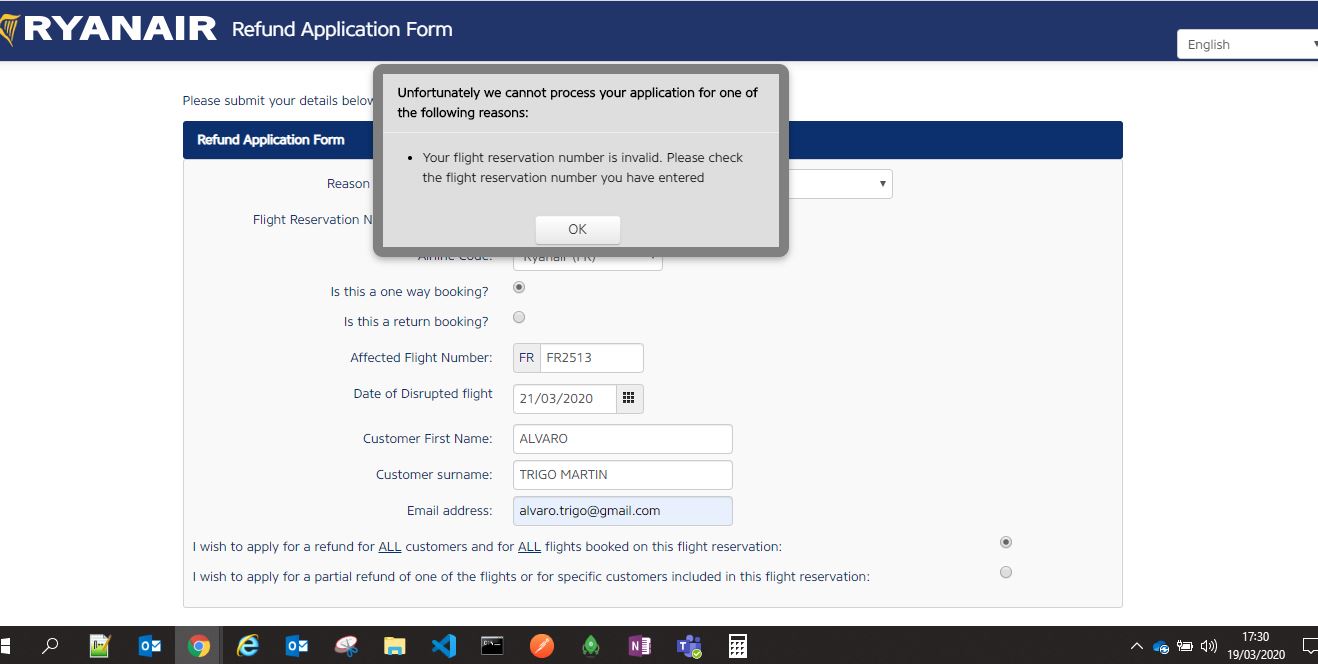 RYANAIR Refund Application Form
English
Please submit your details below
Unfortunately we cannot process your application for one of
the following reasons:
Your flight reservation number is invalid. Please check
the flight reservation number you have entered
OK
Refund Application Form
Reason
Flight Reservation N
Airline Code: Ryanair (FR)
Is this a one way booking?
Is this a return booking?
Affected Flight Number: FR FR2513
Date of Disrupted flight 21/03/2020
Customer First Name: ALVARO
Customer surname: TRIGO MARTIN
Email address: alvaro.trigo@gmail.com
I wish to apply for a refund for ALL customers and for ALL flights booked on this flight reservation:
I wish to apply for a partial refund of one of the flights or for specific customers included in this flight reservation:
17:30
19/03/2020